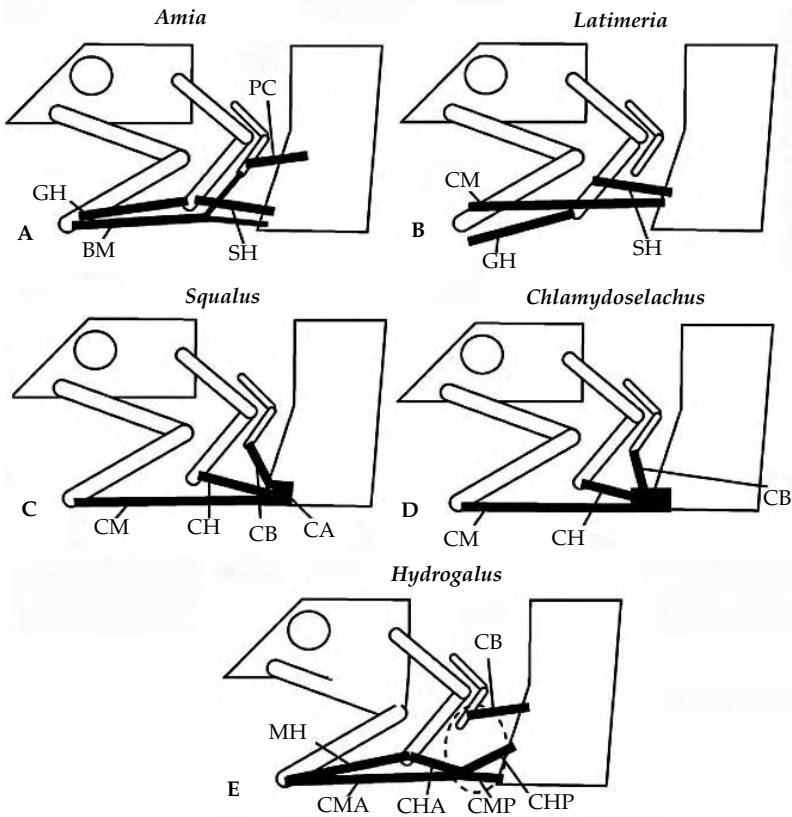 Amia
PC
GH
A
BM
SH
Latimeria
CM
B
GH
SH
Squalus
C
CM
CH
CB
CA
Chlamydoselachus
CB
D
CM
CH
Hydrogalus
CB
MH
E
CMA
CHA
CMP
CHP